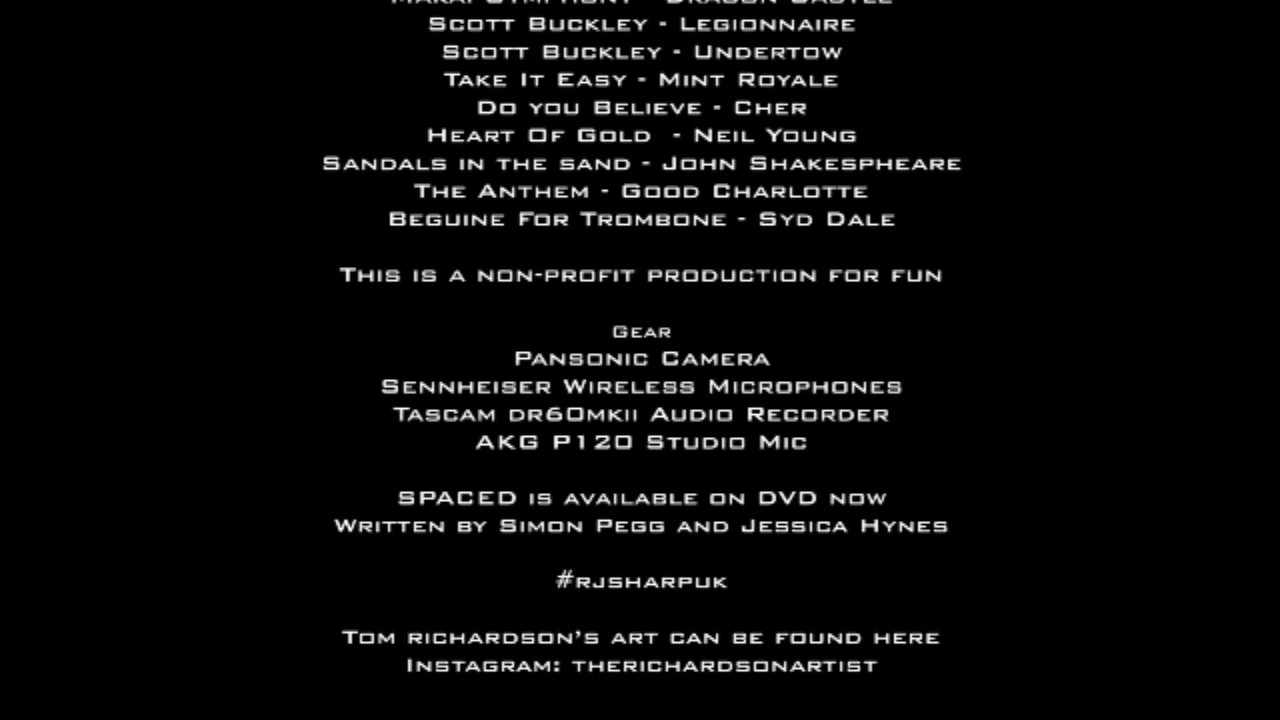 Makai Symphony - Dragon Castle
Scott Buckley - Legionnaire
Scott Buckley - Undertow
Take It Easy - Mint Royale
Do you Believe - Cher
Heart Of Gold - Neil Young
Sandals in the sand - John Shakespheare
The Anthem - Good Charlotte
Beguine For Trombone - Syd Dale
This is a non-profit production for fun
Gear
Pansonic Camera
Sennheiser Wireless Microphones
Tascam dr60mkii Audio Recorder
AKG P120 Studio Mic
SPACED is available on DVD now
Written by Simon Pegg and Jessica Hynes
#rjsharpuk
Tom richardson's art can be found here
Instagram: therichardsonartist